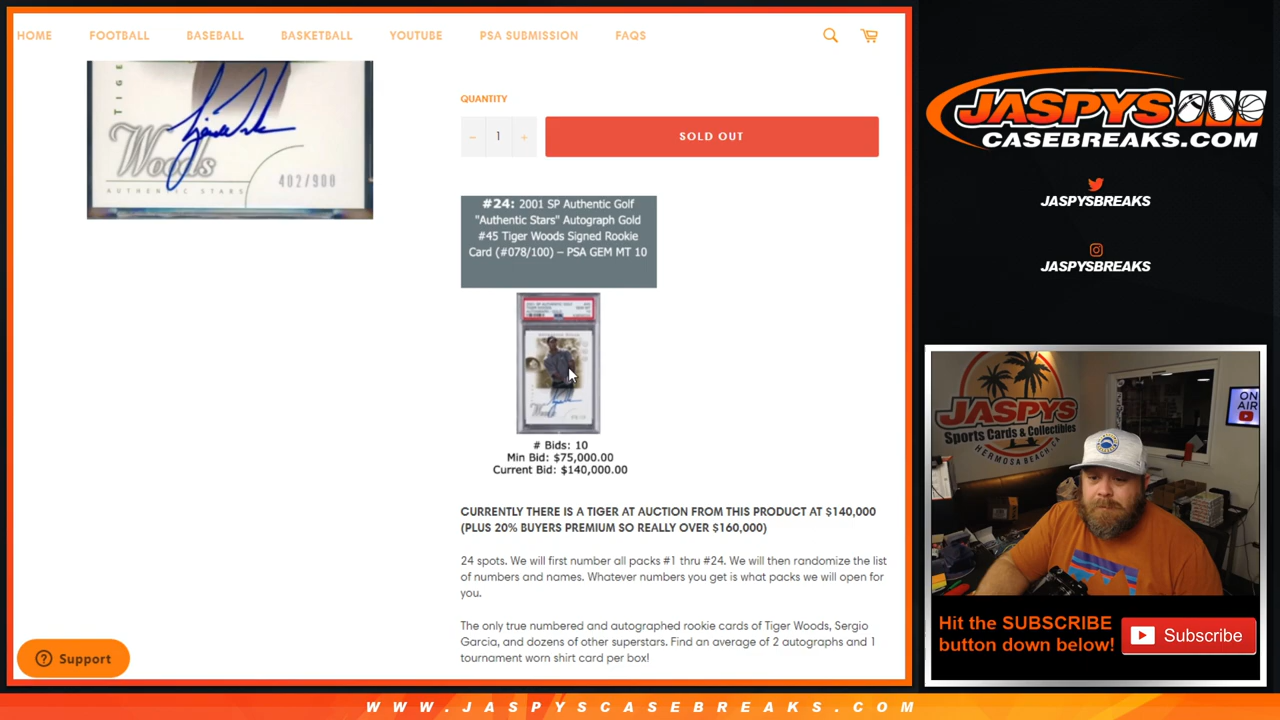 HOME FOOTBALL BASEBALL BASKETBALL YOUTUBE PSA SUBMISSION FAQS
TIGE
Woods
AUTHENTIC STARS
402/900
QUANTITY
− 1 +
SOLD OUT
#24: 2001 SP Authentic Golf
"Authentic Stars" Autograph Gold
#45 Tiger Woods Signed Rookie
Card (#078/100) – PSA GEM MT 10
Woods
# Bids: 10
Min Bid: $75,000.00
Current Bid: $140,000.00
CURRENTLY THERE IS A TIGER AT AUCTION FROM THIS PRODUCT AT $140,000
(PLUS 20% BUYERS PREMIUM SO REALLY OVER $160,000)
24 spots. We will first number all packs #1 thru #24. We will then randomize the list
of numbers and names. Whatever numbers you get is what packs we will open for
you.
The only true numbered and autographed rookie cards of Tiger Woods, Sergio
Garcia, and dozens of other superstars. Find an average of 2 autographs and 1
tournament worn shirt card per box!
Support
JASPYS
CASEBREAKS.COM
JASPYSBREAKS
JASPYSBREAKS
JASPYS
Sports Cards & Collectibles
HERMOSA BEACH, CA
ON
AIR
Hit the SUBSCRIBE
button down below!
Subscribe
WWW.JASPYSCASEBREAKS.COM